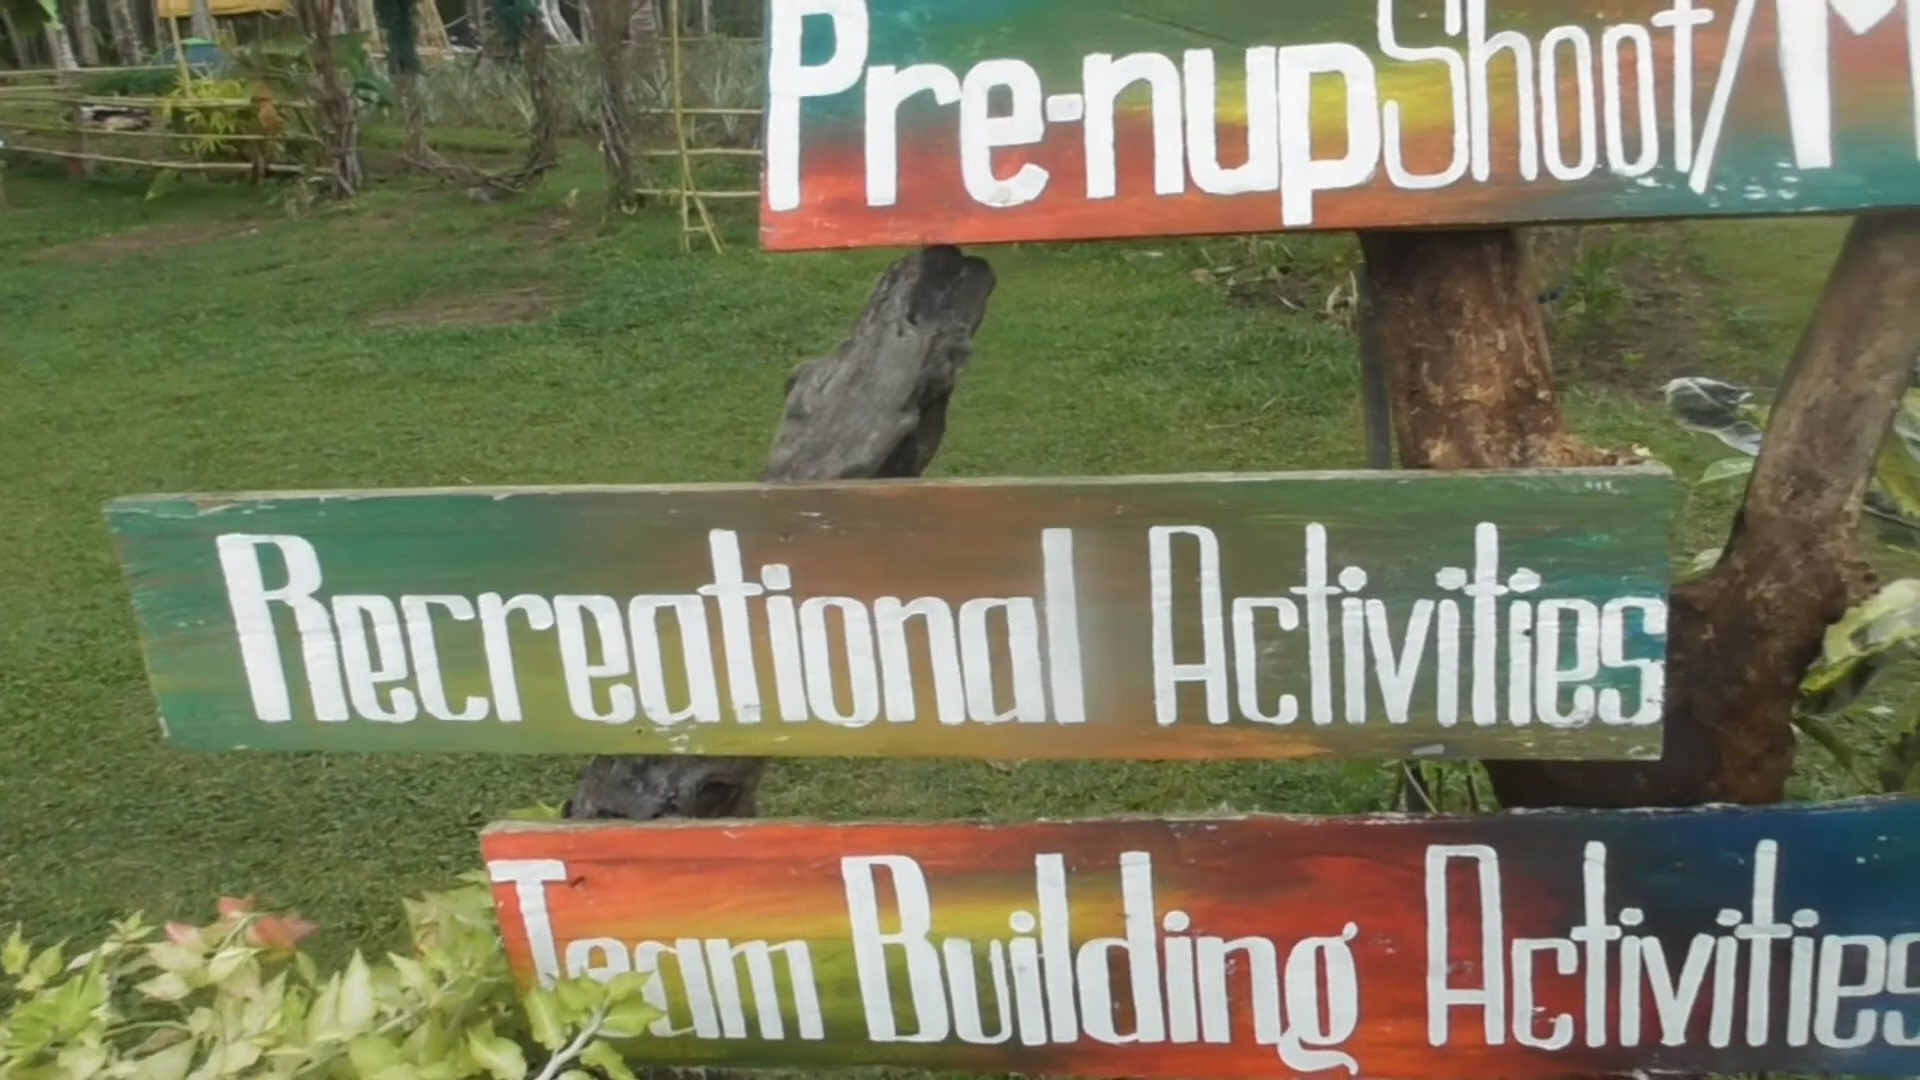 Pre-nup Shoot/
Recreational Activities
Team Building Activities